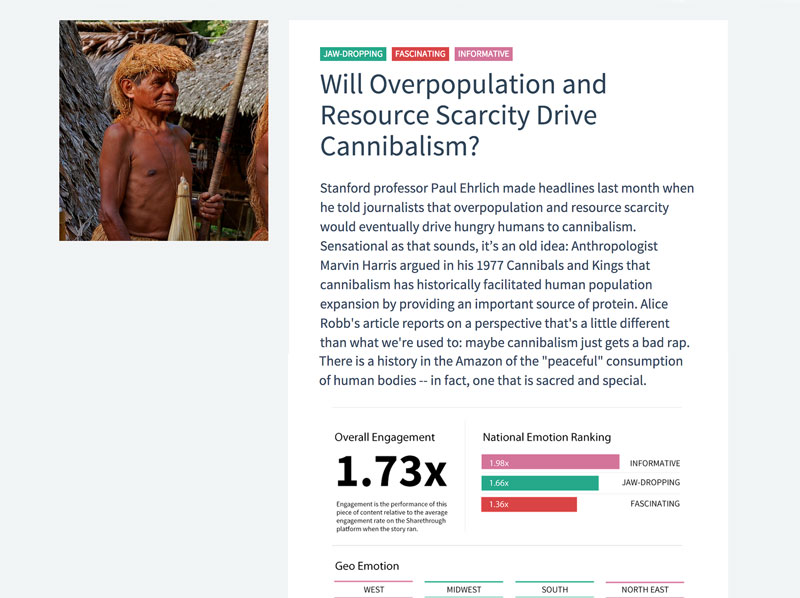 JAW-DROPPING FASCINATING INFORMATIVE
Will Overpopulation and
Resource Scarcity Drive
Cannibalism?
Stanford professor Paul Ehrlich made headlines last month when
he told journalists that overpopulation and resource scarcity
would eventually drive hungry humans to cannibalism.
Sensational as that sounds, it’s an old idea: Anthropologist
Marvin Harris argued in his 1977 Cannibals and Kings that
cannibalism has historically facilitated human population
expansion by providing an important source of protein. Alice
Robb's article reports on a perspective that's a little different
than what we're used to: maybe cannibalism just gets a bad rap.
There is a history in the Amazon of the "peaceful" consumption
of human bodies -- in fact, one that is sacred and special.
Overall Engagement
1.73x
Engagement is the performance of this
piece of content relative to the average
engagement rate on the Sharethrough
platform when the story ran.
National Emotion Ranking
1.98x INFORMATIVE
1.66x JAW-DROPPING
1.36x FASCINATING
Geo Emotion
WEST MIDWEST SOUTH NORTH EAST